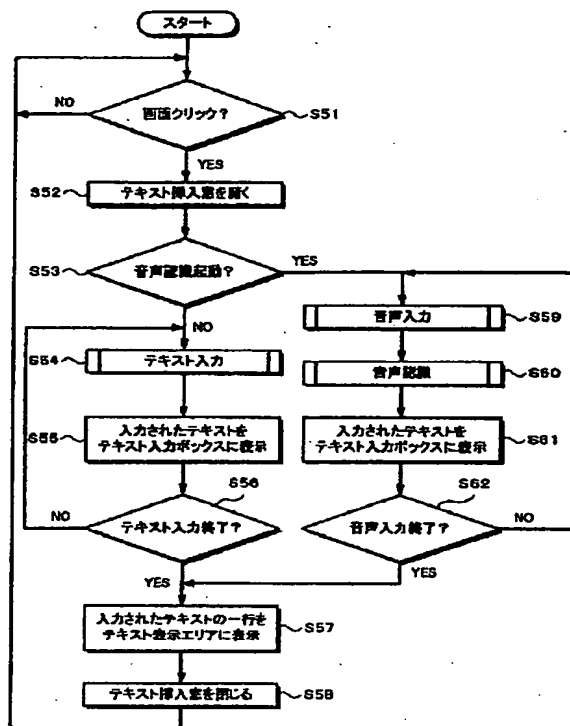 スタート
画面クリック?
NO
S51
YES
S52
テキスト挿入窓を開く
S53
音声認識起動?
YES
NO
音声入力
S59
S54
テキスト入力
音声認識
S60
S55
入力されたテキストを
テキスト入力ボックスに表示
入力されたテキストを
テキスト入力ボックスに表示
S61
S56
S62
NO
テキスト入力終了?
音声入力終了?
NO
YES
YES
入力されたテキストの一行を
テキスト表示エリアに表示
S57
テキスト挿入窓を閉じる
S58